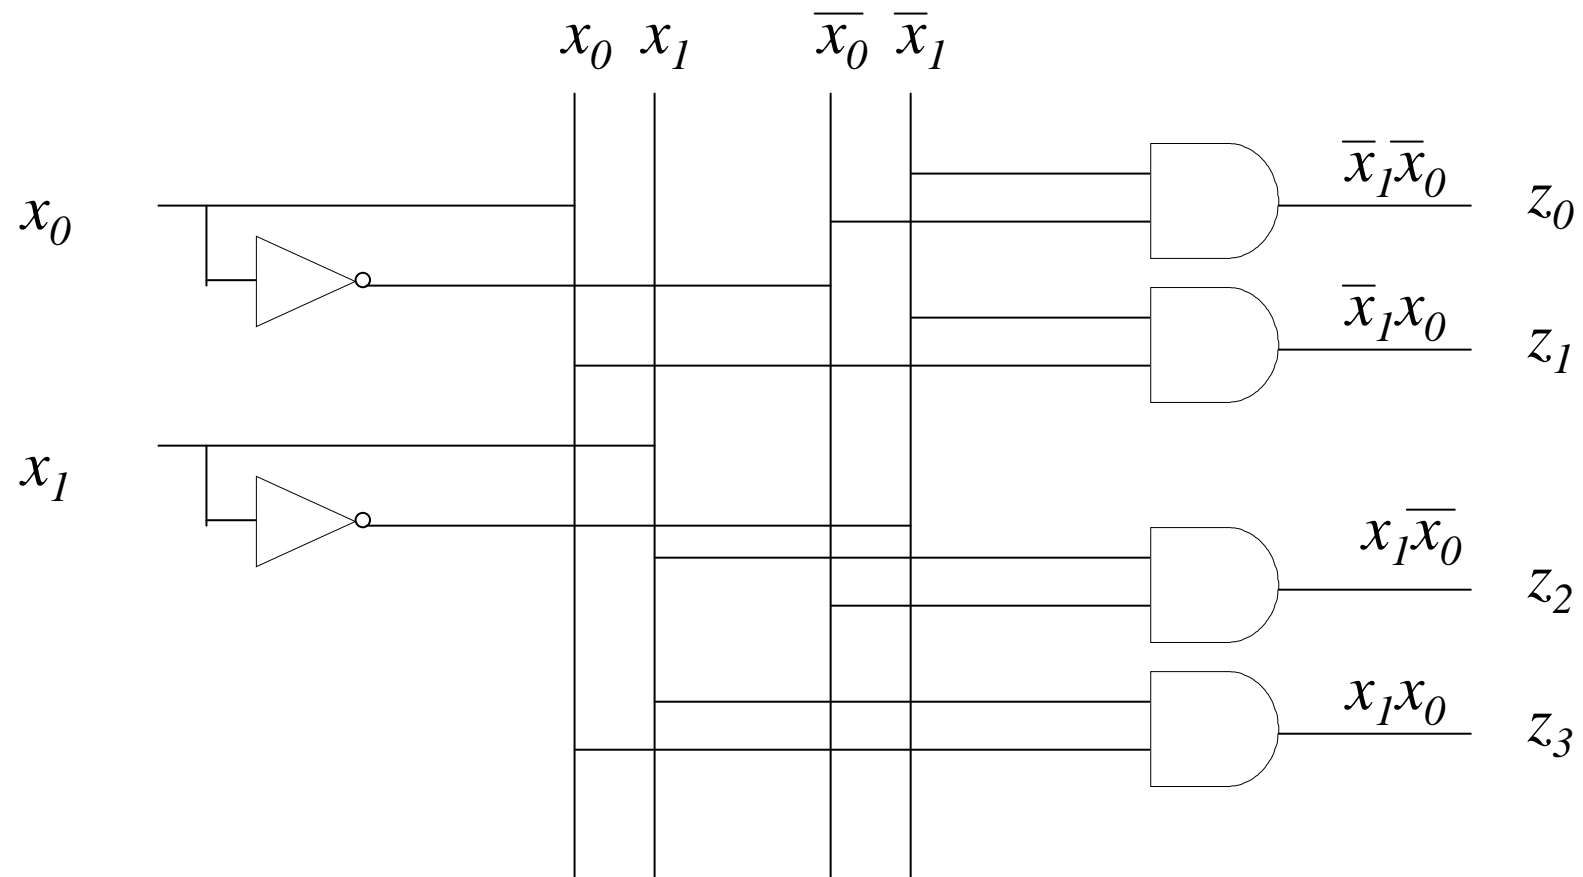 x₀ x₁ x̅₀ x̅₁
x̅₁x̅₀
x₀ z₀
x̅₁x₀
z₁
x₁
x₁x̅₀
z₂
x₁x₀
z₃